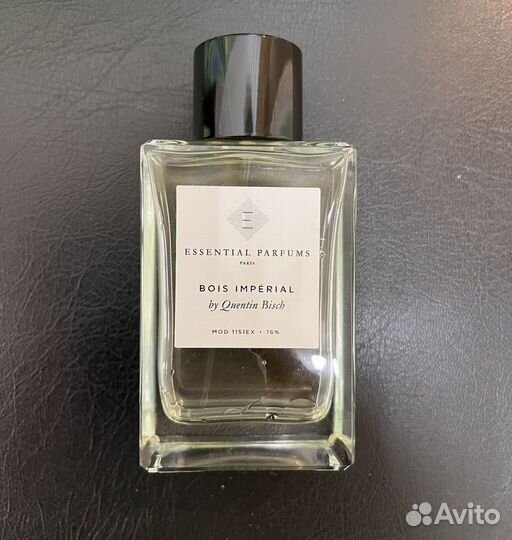 E
ESSENTIAL PARFUMS
PARIS
BOIS IMPÉRIAL
by Quentin Bisch
MOD 1151EX • 16%
Avito